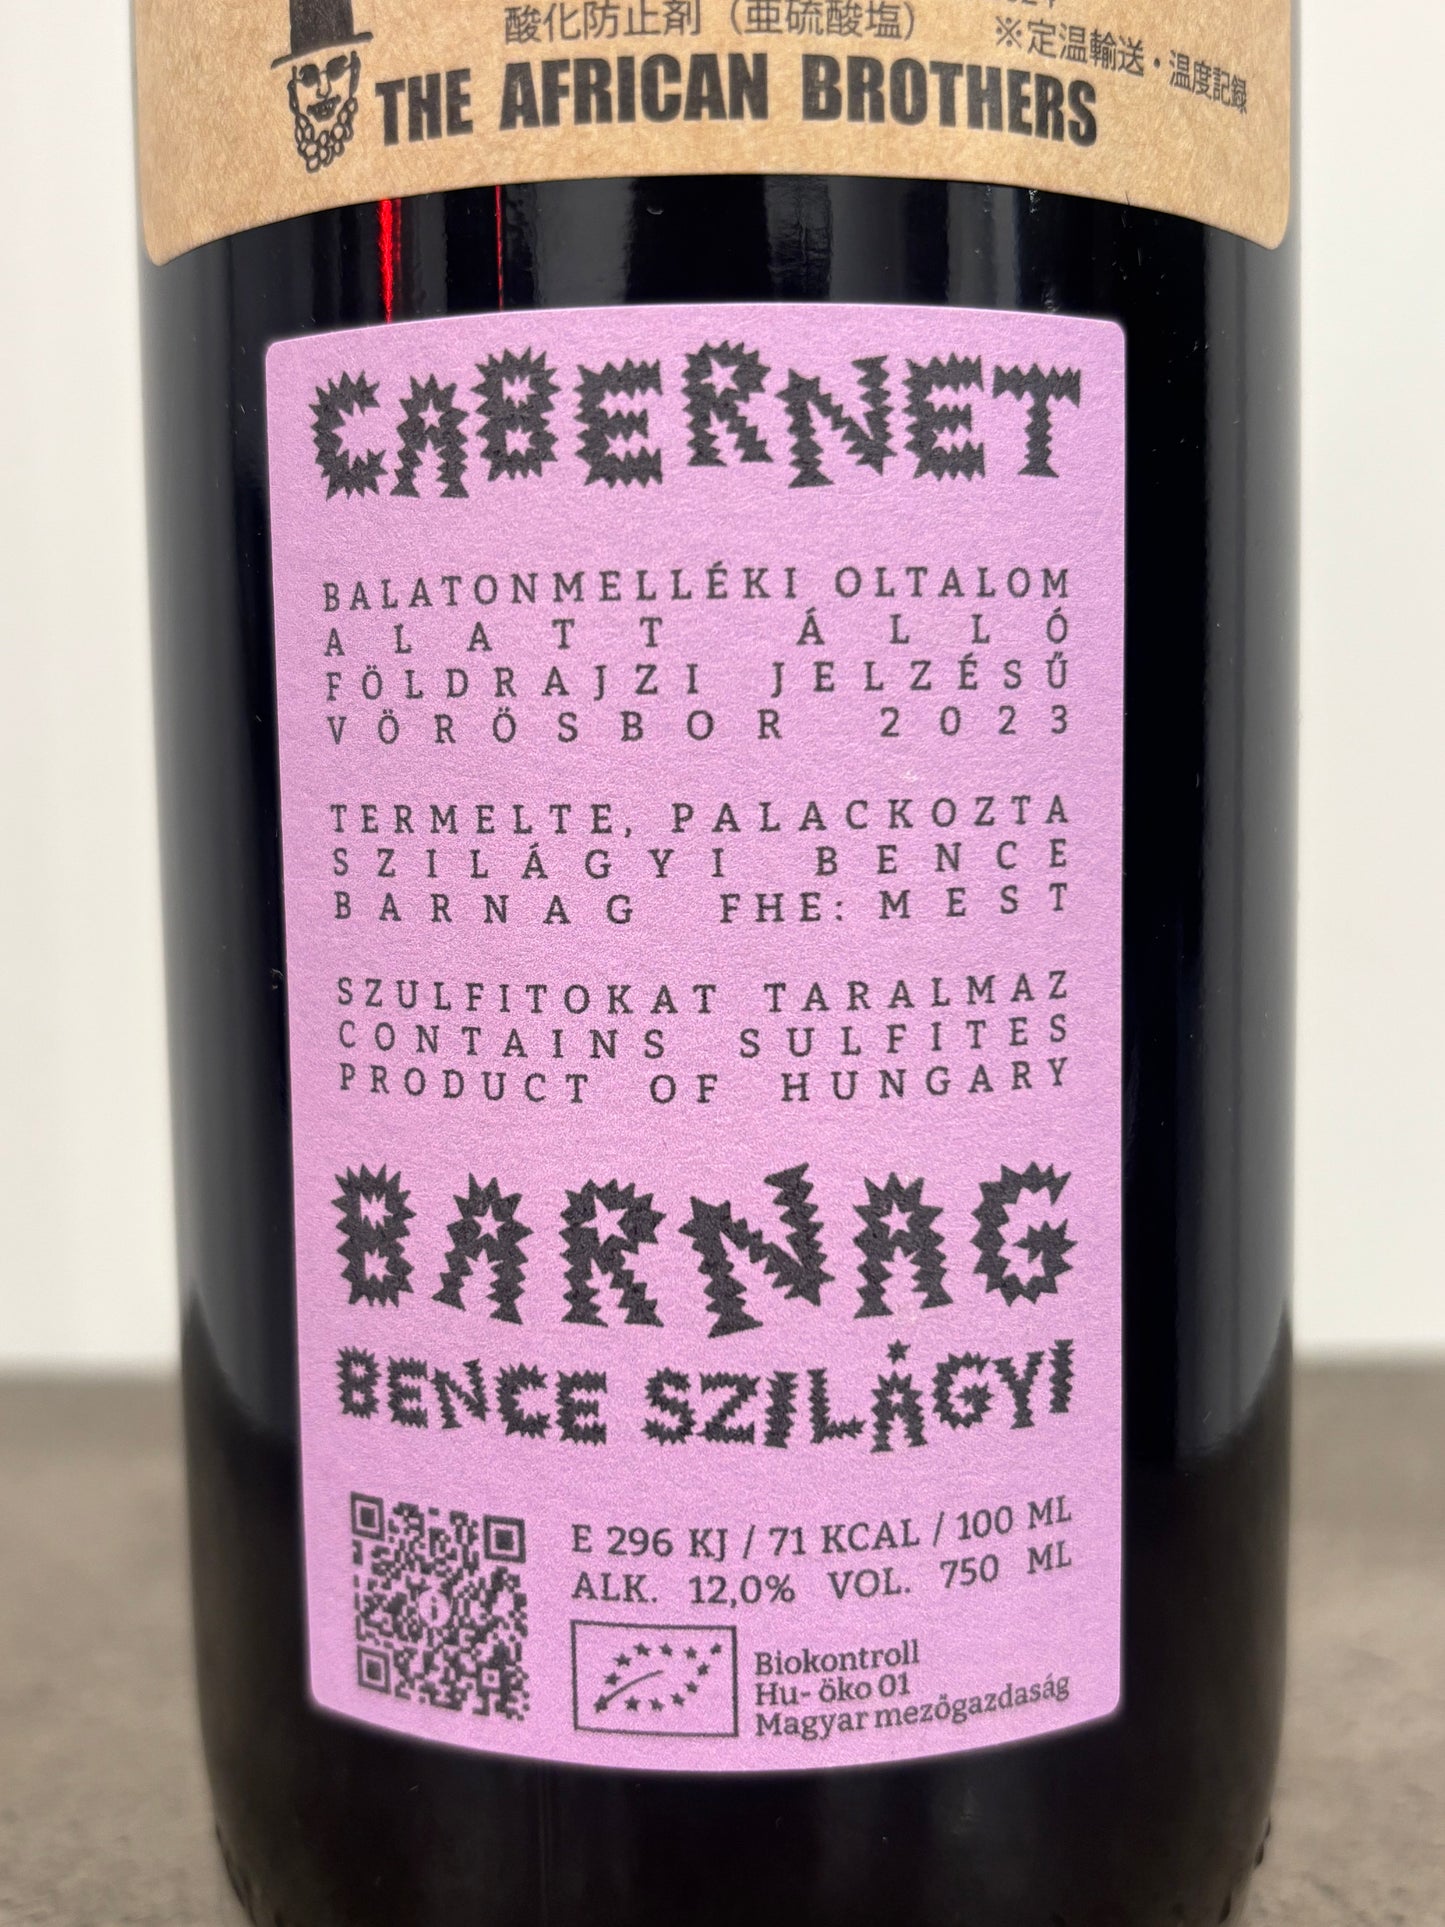 酸化防止剤（亜硫酸塩）
※定温輸送・温度記録
THE AFRICAN BROTHERS
CABERNET
BALATONMELLÉKI OLTALOM
ALATT ÁLLÓ
FÖLDRAJZI JELZÉSŰ
VÖRÖSBOR 2023
TERMELTE, PALACKOZTA
SZILÁGYI BENCE
BARNAG FHE: MEST
SZULFITOKAT TARALMAZ
CONTAINS SULFITES
PRODUCT OF HUNGARY
BARNAG
BENCE SZILÁGYI
E 296 KJ / 71 KCAL / 100 ML
ALK. 12,0% VOL. 750 ML
Biokontroll
Hu- öko 01
Magyar mezőgazdaság